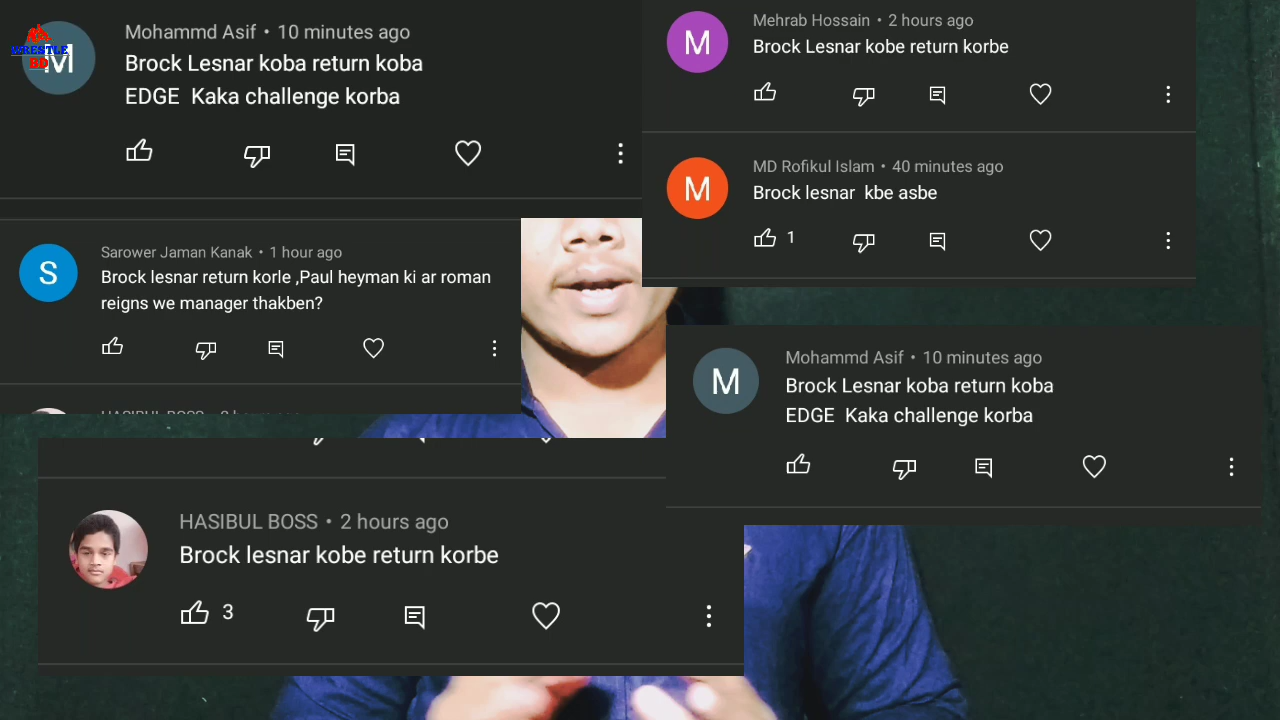 WRESTLE
BD
M
Mohammd Asif • 10 minutes ago
Brock Lesnar koba return koba
EDGE Kaka challenge korba
M
Mehrab Hossain • 2 hours ago
Brock Lesnar kobe return korbe
M
MD Rofikul Islam • 40 minutes ago
Brock lesnar kbe asbe
1
S
Sarower Jaman Kanak • 1 hour ago
Brock lesnar return korle ,Paul heyman ki ar roman
reigns we manager thakben?
M
Mohammd Asif • 10 minutes ago
Brock Lesnar koba return koba
EDGE Kaka challenge korba
HASIBUL BOSS • 2 hours ago
Brock lesnar kobe return korbe
3